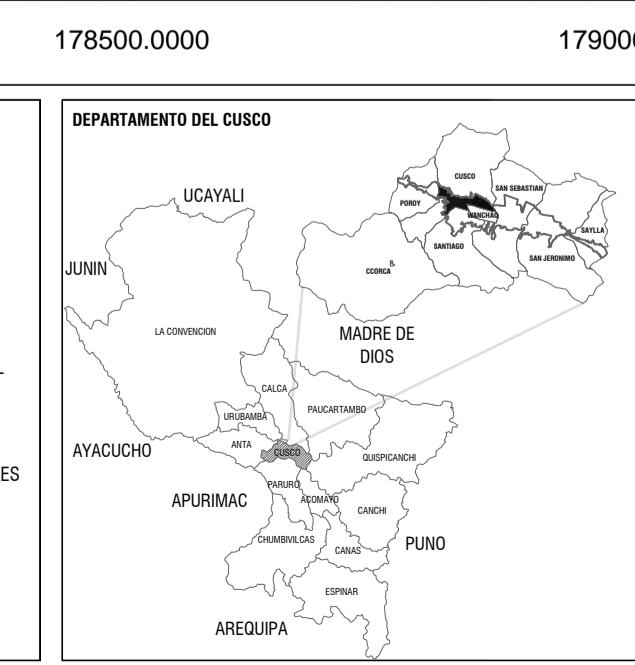 178500.0000
17900
DEPARTAMENTO DEL CUSCO
CUSCO
SAN SEBASTIAN
POROY
WANCHAQ
SAYLLA
SANTIAGO
SAN JERONIMO
CCORCA
UCAYALI
JUNIN
LA CONVENCION
MADRE DE
DIOS
CALCA
PAUCARTAMBO
URUBAMBA
AYACUCHO
ANTA
CUSCO
QUISPICANCHI
ES
PARURO
APURIMAC
ACOMAYO
CANCHI
CHUMBIVILCAS
CANAS
PUNO
ESPINAR
AREQUIPA